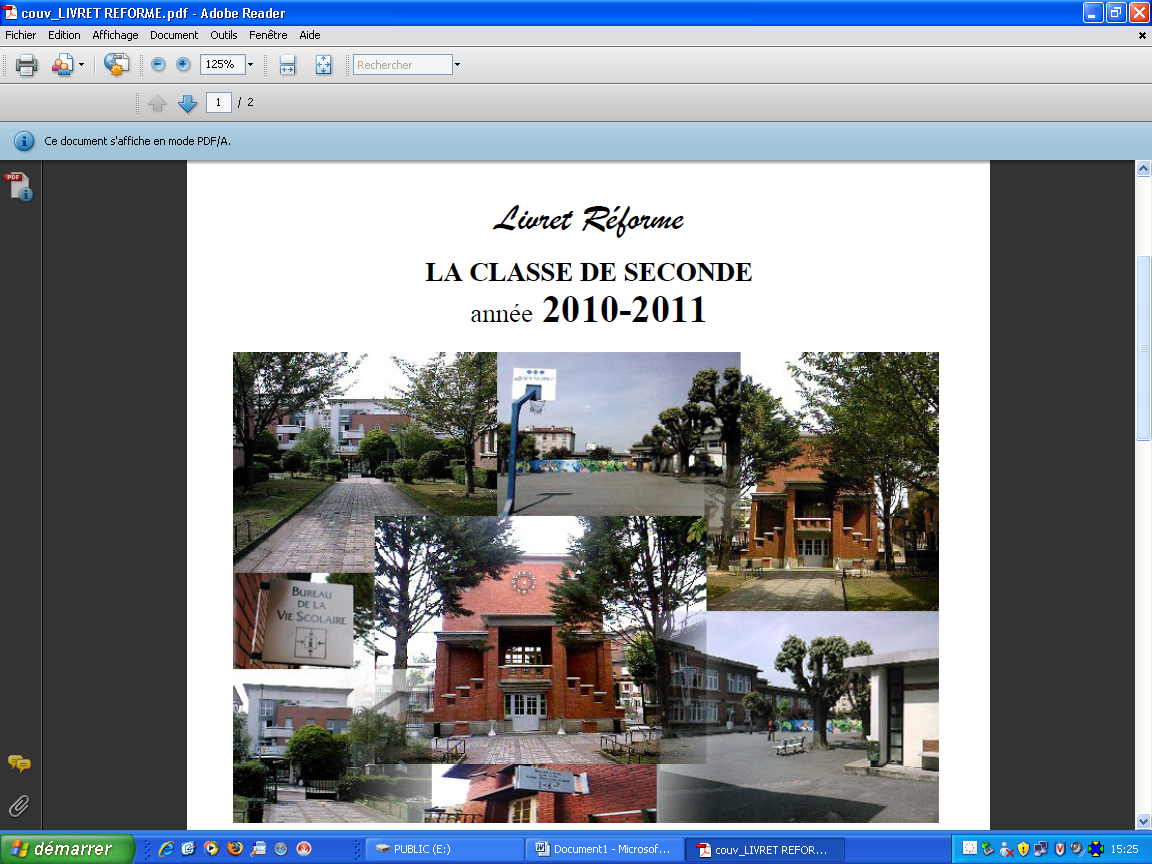 couv_LIVRET REFORME.pdf - Adobe Reader
Fichier Edition Affichage Document Outils Fenêtre Aide
125% Rechercher
1 / 2
Ce document s'affiche en mode PDF/A.
PDF
Livret Réforme
LA CLASSE DE SECONDE
année 2010-2011
BUREAU
DE LA
VIE SCOLAIRE
démarrer PUBLIC (E:) Document1 - Microsof... couv_LIVRET REFOR... 15:25